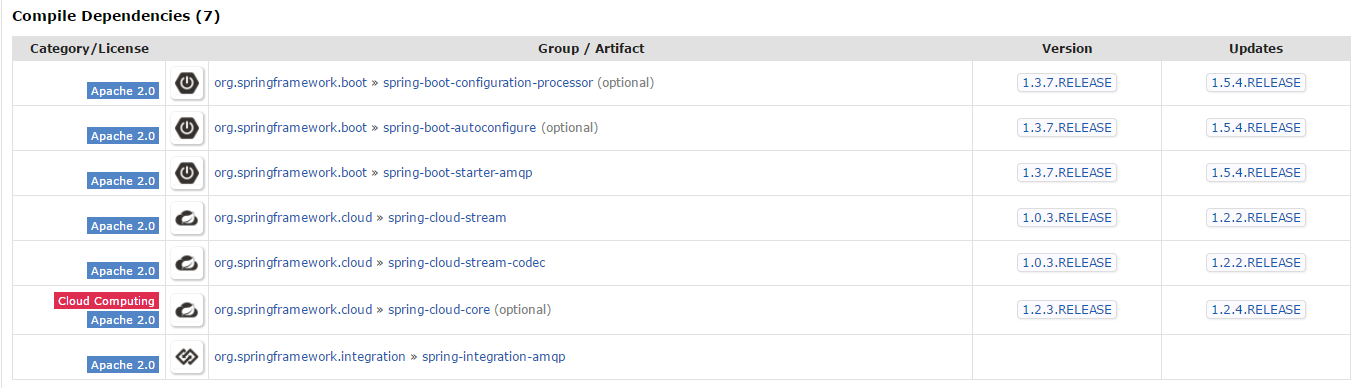 Compile Dependencies (7)
Category/License Group / Artifact Version Updates
Apache 2.0 org.springframework.boot » spring-boot-configuration-processor (optional) 1.3.7.RELEASE 1.5.4.RELEASE
Apache 2.0 org.springframework.boot » spring-boot-autoconfigure (optional) 1.3.7.RELEASE 1.5.4.RELEASE
Apache 2.0 org.springframework.boot » spring-boot-starter-amqp 1.3.7.RELEASE 1.5.4.RELEASE
Apache 2.0 org.springframework.cloud » spring-cloud-stream 1.0.3.RELEASE 1.2.2.RELEASE
Apache 2.0 org.springframework.cloud » spring-cloud-stream-codec 1.0.3.RELEASE 1.2.2.RELEASE
Cloud Computing
Apache 2.0 org.springframework.cloud » spring-cloud-core (optional) 1.2.3.RELEASE 1.2.4.RELEASE
Apache 2.0 org.springframework.integration » spring-integration-amqp